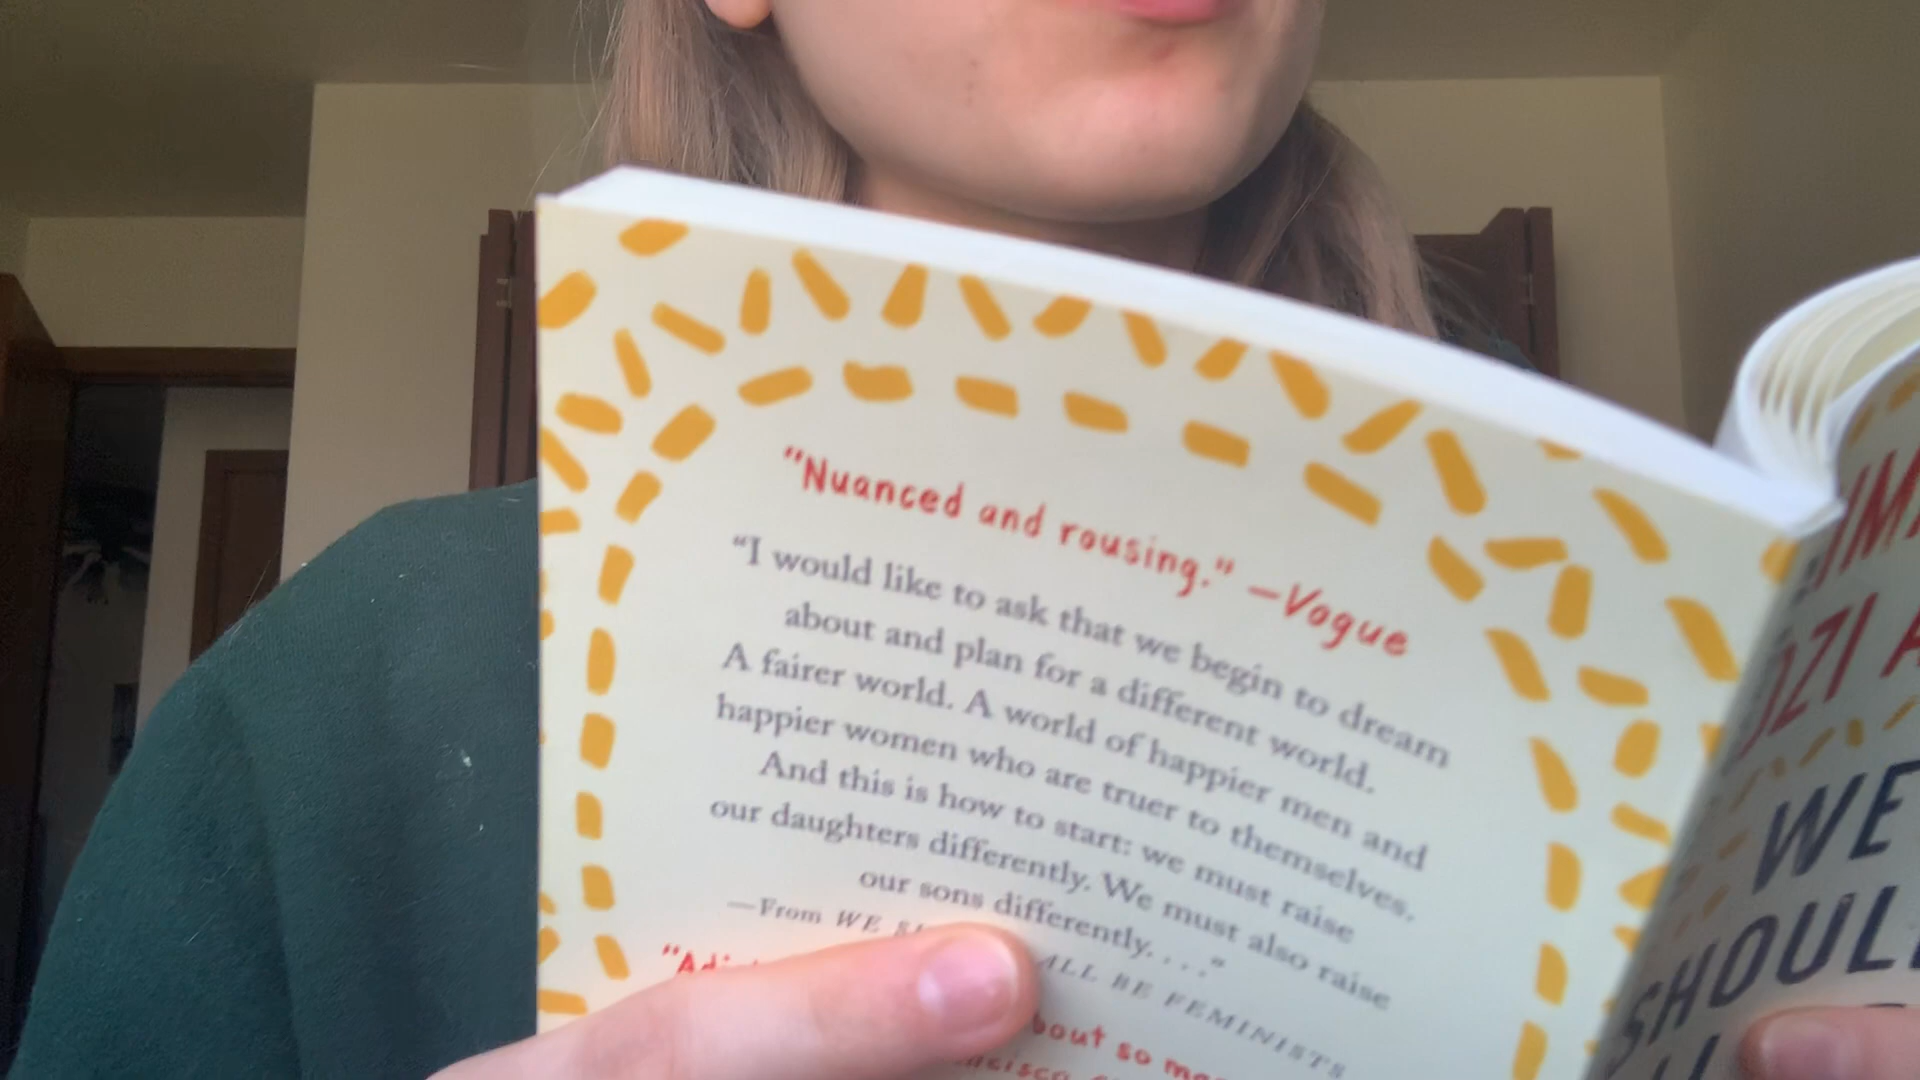 "Nuanced and rousing." —Vogue
"I would like to ask that we begin to dream
about and plan for a different world.
A fairer world. A world of happier men and
happier women who are truer to themselves.
And this is how to start: we must raise
our daughters differently. We must also raise
our sons differently. . . ."
—From WE ALL BE FEMINISTS
bout so
OZI A
WE
SHOUL